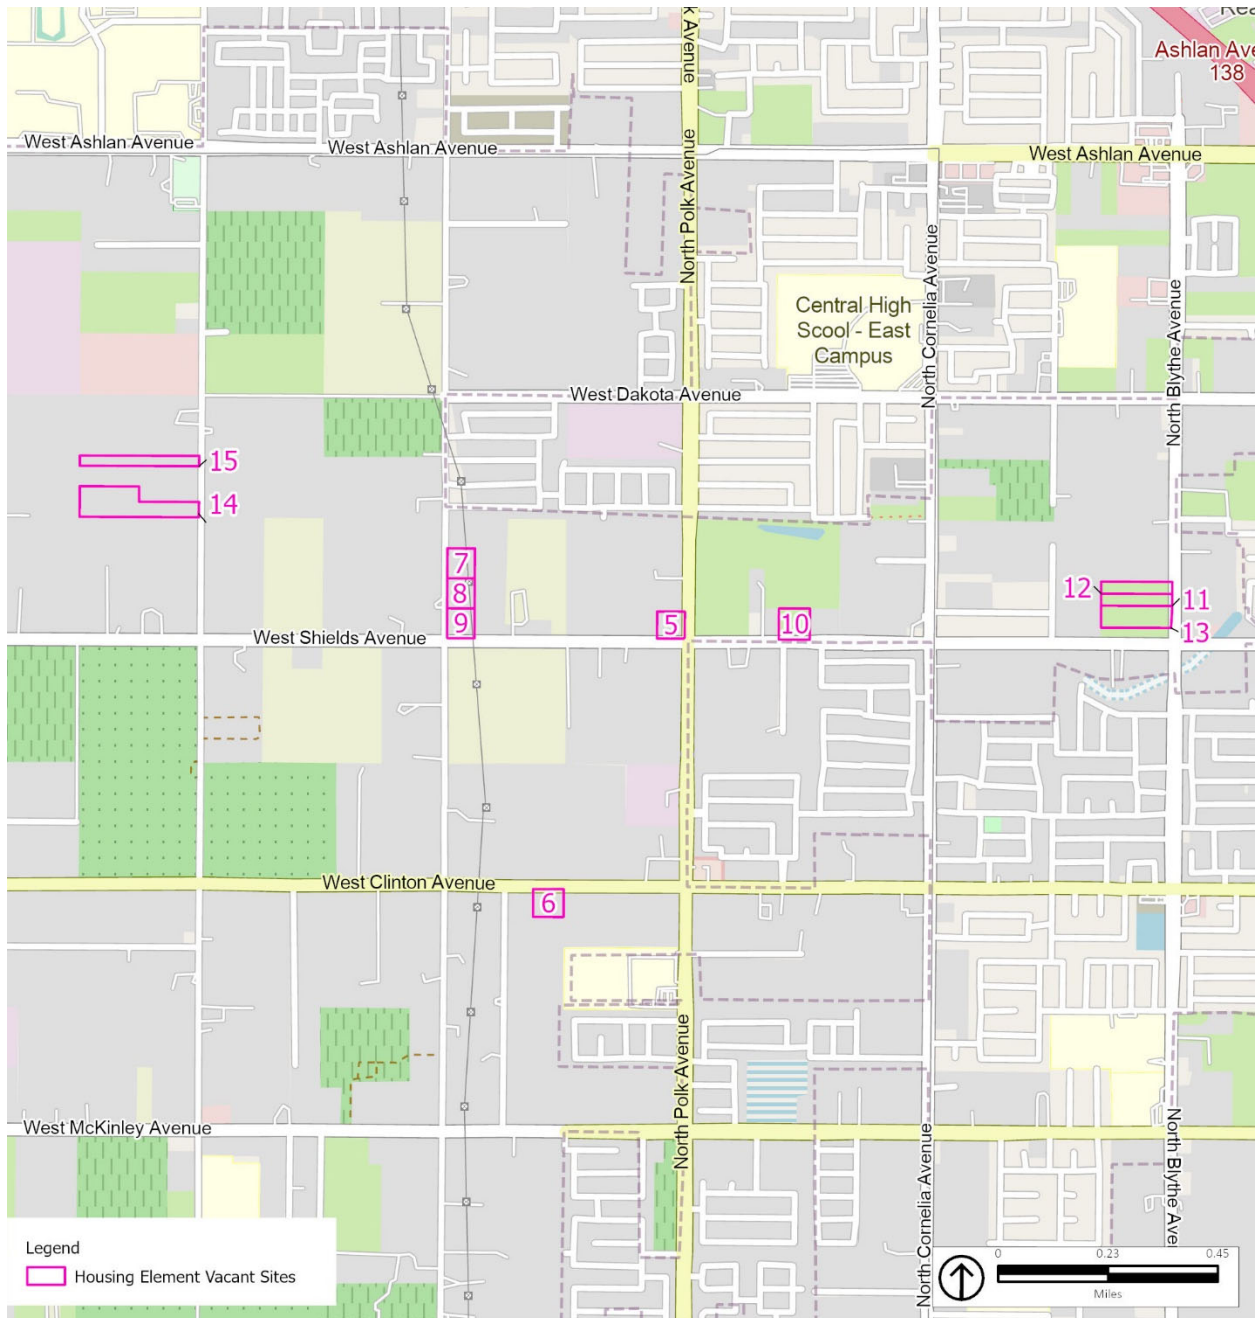 Rea
Ashlan Ave
138
k Avenue
West Ashlan Avenue
West Ashlan Avenue
West Ashlan Avenue
North Polk Avenue
North Cornelia Avenue
North Blythe Avenue
Central High
Scool - East
Campus
West Dakota Avenue
15
14
7
8
9
5
10
12
11
13
West Shields Avenue
West Clinton Avenue
6
North Polk Avenue
West McKinley Avenue
North Cornelia Avenue
North Blythe Aven
Legend
Housing Element Vacant Sites
0 0.23 0.45
Miles